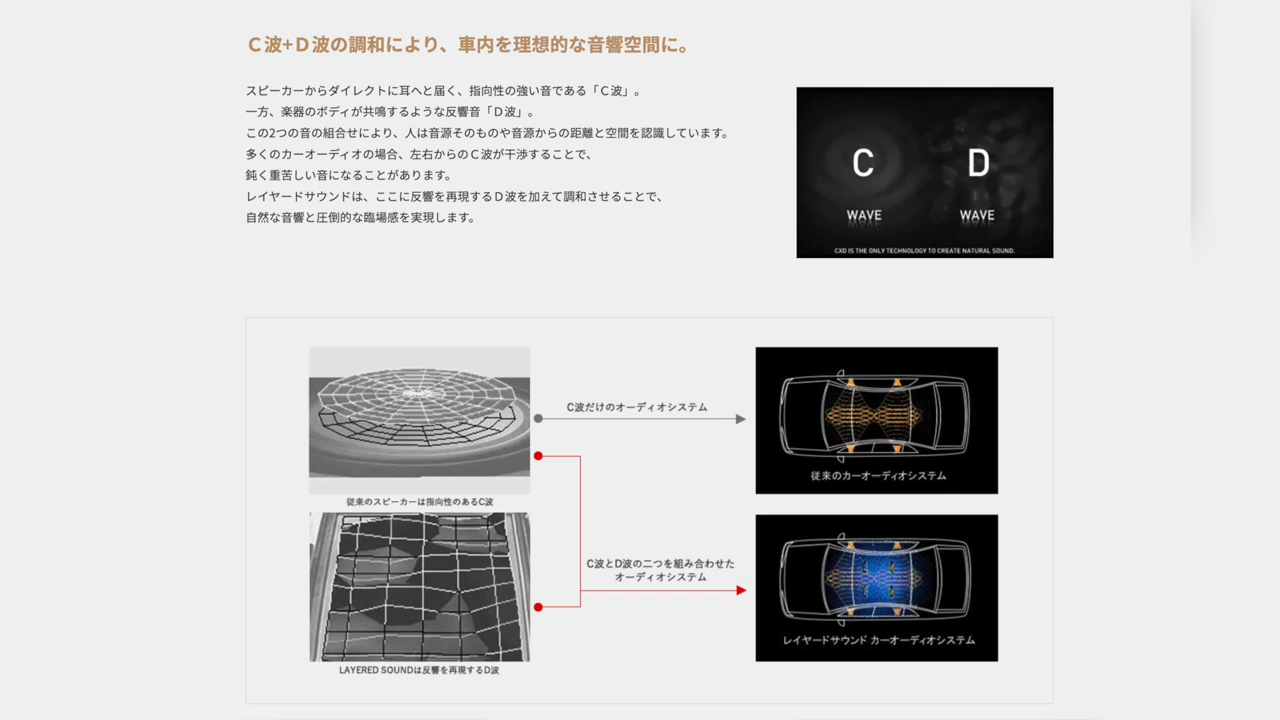 Ｃ波+Ｄ波の調和により、車内を理想的な音響空間に。
スピーカーからダイレクトに耳へと届く、指向性の強い音である「Ｃ波」。
一方、楽器のボディが共鳴するような反響音「Ｄ波」。
この2つの音の組合せにより、人は音源そのものや音源からの距離と空間を認識しています。
多くのカーオーディオの場合、左右からのＣ波が干渉することで、
鈍く重苦しい音になることがあります。
レイヤードサウンドは、ここに反響を再現するＤ波を加えて調和させることで、
自然な音響と圧倒的な臨場感を実現します。
C
D
WAVE
WAVE
CXD IS THE ONLY TECHNOLOGY TO CREATE NATURAL SOUND.
C波だけのオーディオシステム
従来のカーオーディオシステム
従来のスピーカーは指向性のあるC波
C波とD波の二つを組み合わせた
オーディオシステム
レイヤードサウンド カーオーディオシステム
LAYERED SOUNDは反響を再現するD波